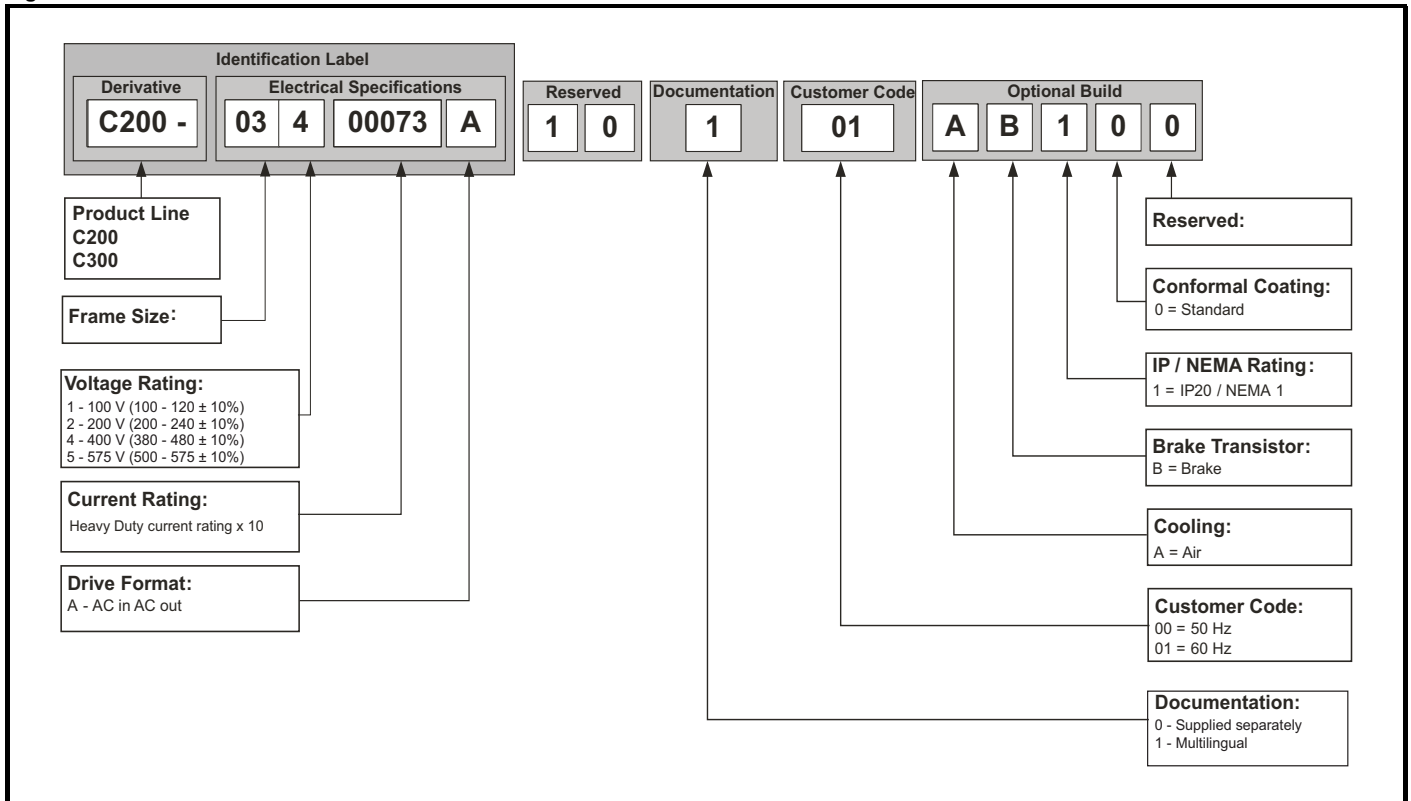 Identification Label
Derivative
Electrical Specifications
Reserved
Documentation
Customer Code
Optional Build
C200 -
03 4 00073 A
1 0
1
01
A B 1 0 0
Product Line
C200
C300
Frame Size:
Voltage Rating:
1 - 100 V (100 - 120 ± 10%)
2 - 200 V (200 - 240 ± 10%)
4 - 400 V (380 - 480 ± 10%)
5 - 575 V (500 - 575 ± 10%)
Current Rating:
Heavy Duty current rating x 10
Drive Format:
A - AC in AC out
Reserved:
Conformal Coating:
0 = Standard
IP / NEMA Rating:
1 = IP20 / NEMA 1
Brake Transistor:
B = Brake
Cooling:
A = Air
Customer Code:
00 = 50 Hz
01 = 60 Hz
Documentation:
0 - Supplied separately
1 - Multilingual